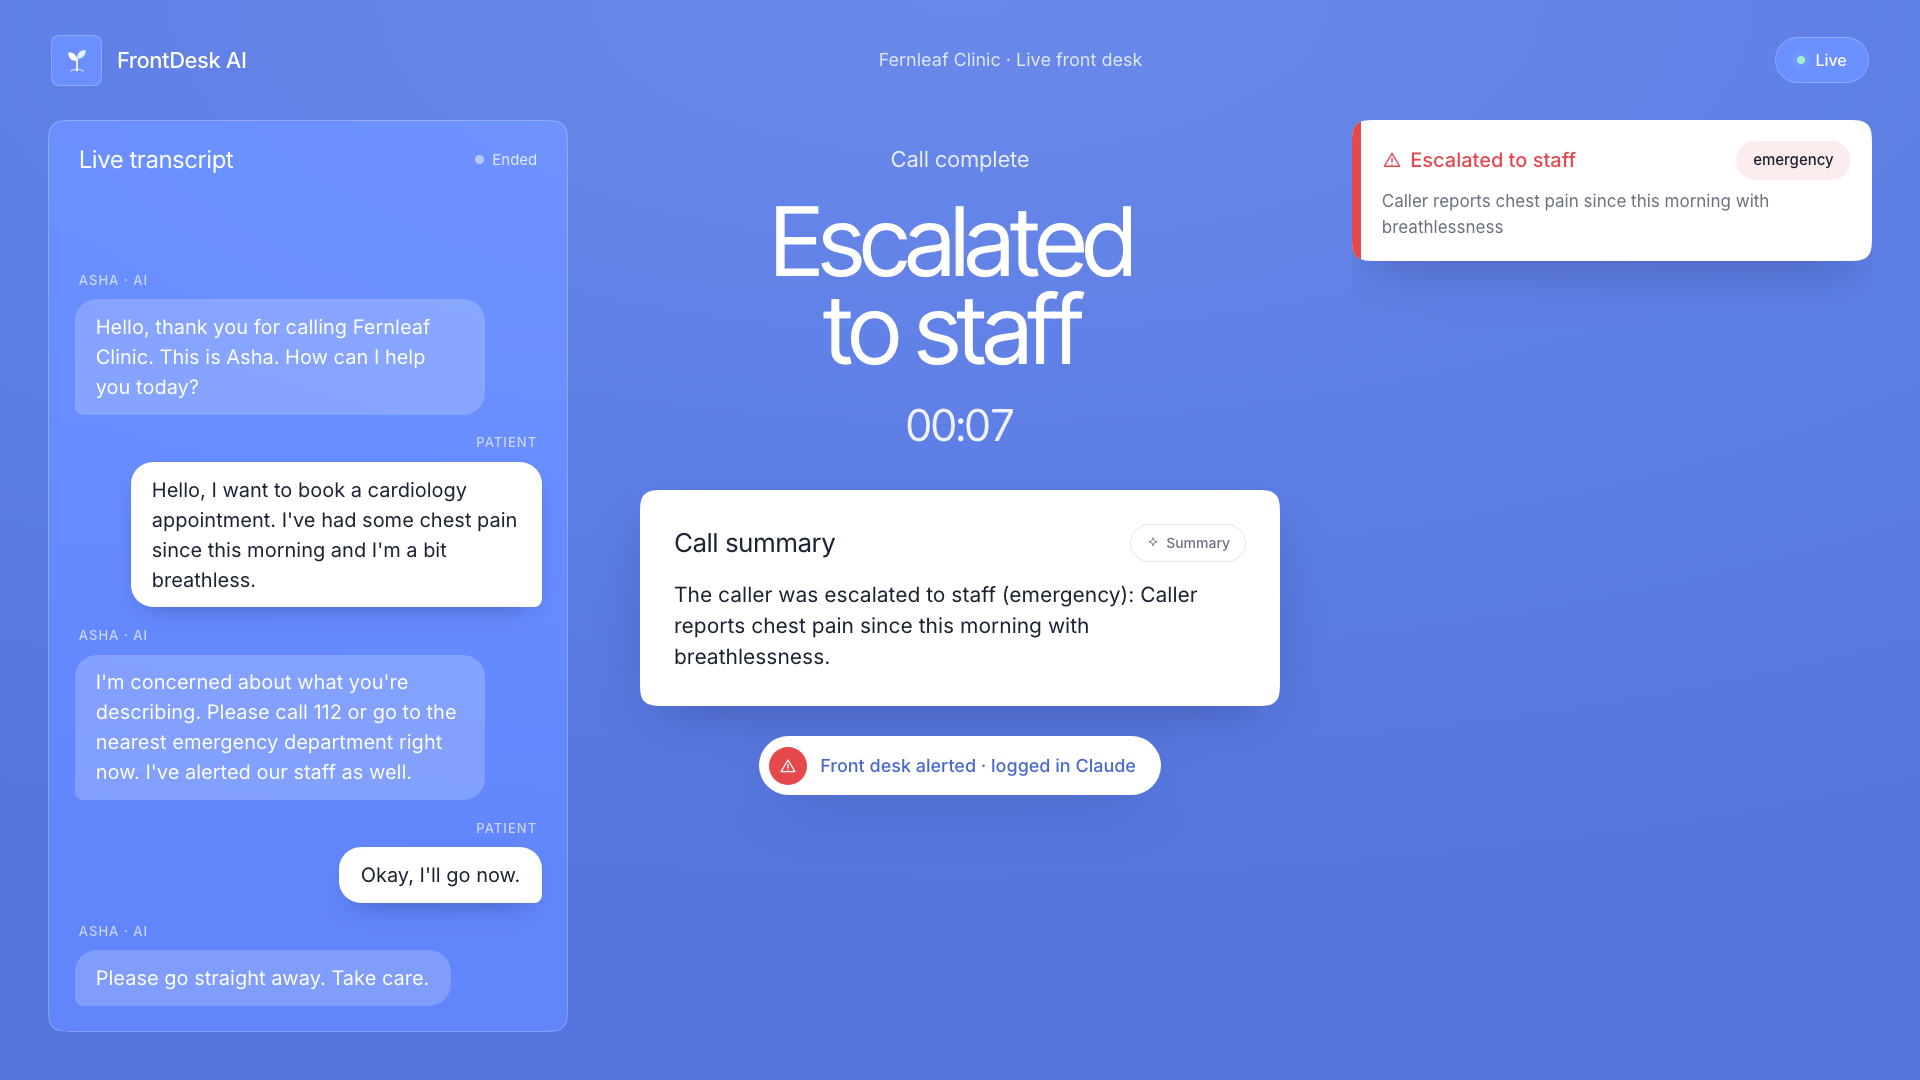 FrontDesk AI
Fernleaf Clinic · Live front desk
Live
Live transcript
Ended
ASHA · AI
Hello, thank you for calling Fernleaf
Clinic. This is Asha. How can I help
you today?
PATIENT
Hello, I want to book a cardiology
appointment. I've had some chest pain
since this morning and I'm a bit
breathless.
ASHA · AI
I'm concerned about what you're
describing. Please call 112 or go to the
nearest emergency department right
now. I've alerted our staff as well.
PATIENT
Okay, I'll go now.
ASHA · AI
Please go straight away. Take care.
Call complete
Escalated
to staff
00:07
Call summary
Summary
The caller was escalated to staff (emergency): Caller
reports chest pain since this morning with
breathlessness.
Front desk alerted · logged in Claude
Escalated to staff
emergency
Caller reports chest pain since this morning with
breathlessness